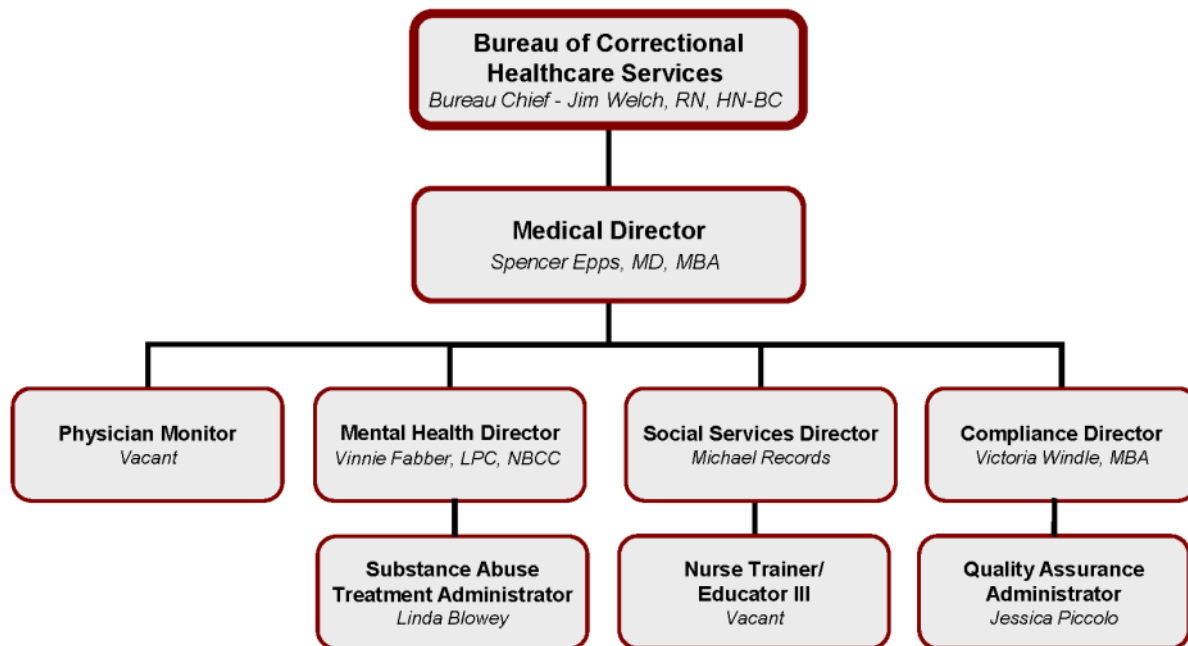 Bureau of Correctional
Healthcare Services
Bureau Chief - Jim Welch, RN, HN-BC
Medical Director
Spencer Epps, MD, MBA
Physician Monitor
Vacant
Mental Health Director
Vinnie Fabber, LPC, NBCC
Social Services Director
Michael Records
Compliance Director
Victoria Windle, MBA
Substance Abuse
Treatment Administrator
Linda Blowey
Nurse Trainer/
Educator III
Vacant
Quality Assurance
Administrator
Jessica Piccolo